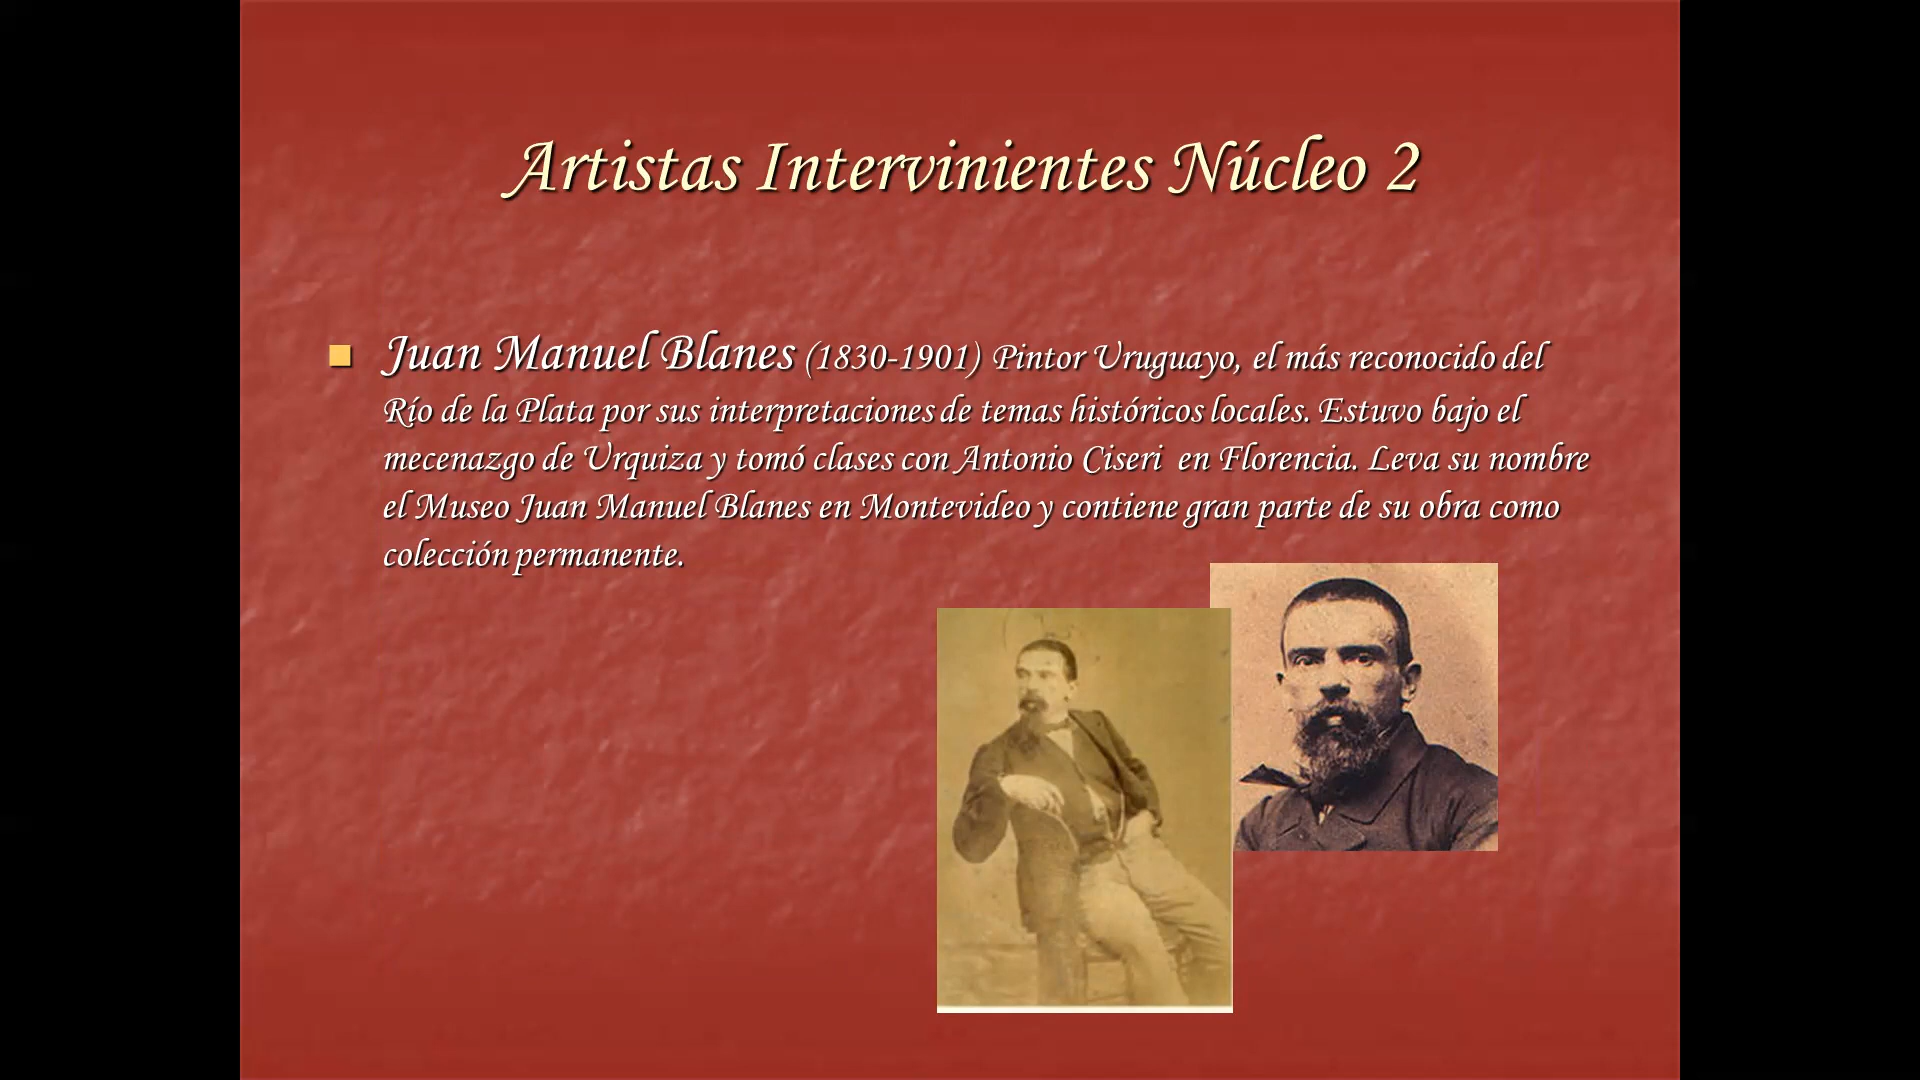 Artistas Intervinientes Núcleo 2
Juan Manuel Blanes (1830-1901) Pintor Uruguayo, el más reconocido del
Río de la Plata por sus interpretaciones de temas históricos locales. Estuvo bajo el
mecenazgo de Urquiza y tomó clases con Antonio Ciseri en Florencia. Leva su nombre
el Museo Juan Manuel Blanes en Montevideo y contiene gran parte de su obra como
colección permanente.